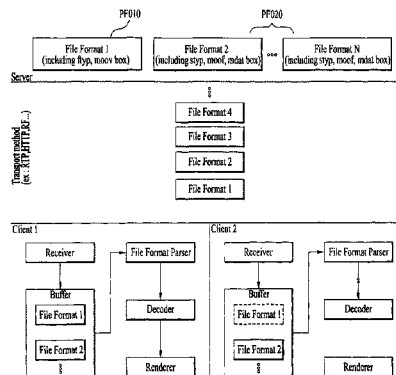 PF010
PF020
File Format 1
(including ftyp, moov box)
File Format 2
(including styp, moof, mdat box)
File Format N
(including styp, moof, mdat box)
Server
Transport method
(ex : RTP,HTTP,RF...)
File Format 4
File Format 3
File Format 2
File Format 1
Client 1
Receiver
File Format Parser
Buffer
File Format 1
File Format 2
Decoder
Renderer
Client 2
Receiver
File Format Parser
Buffer
File Format 1
File Format 2
Decoder
Renderer